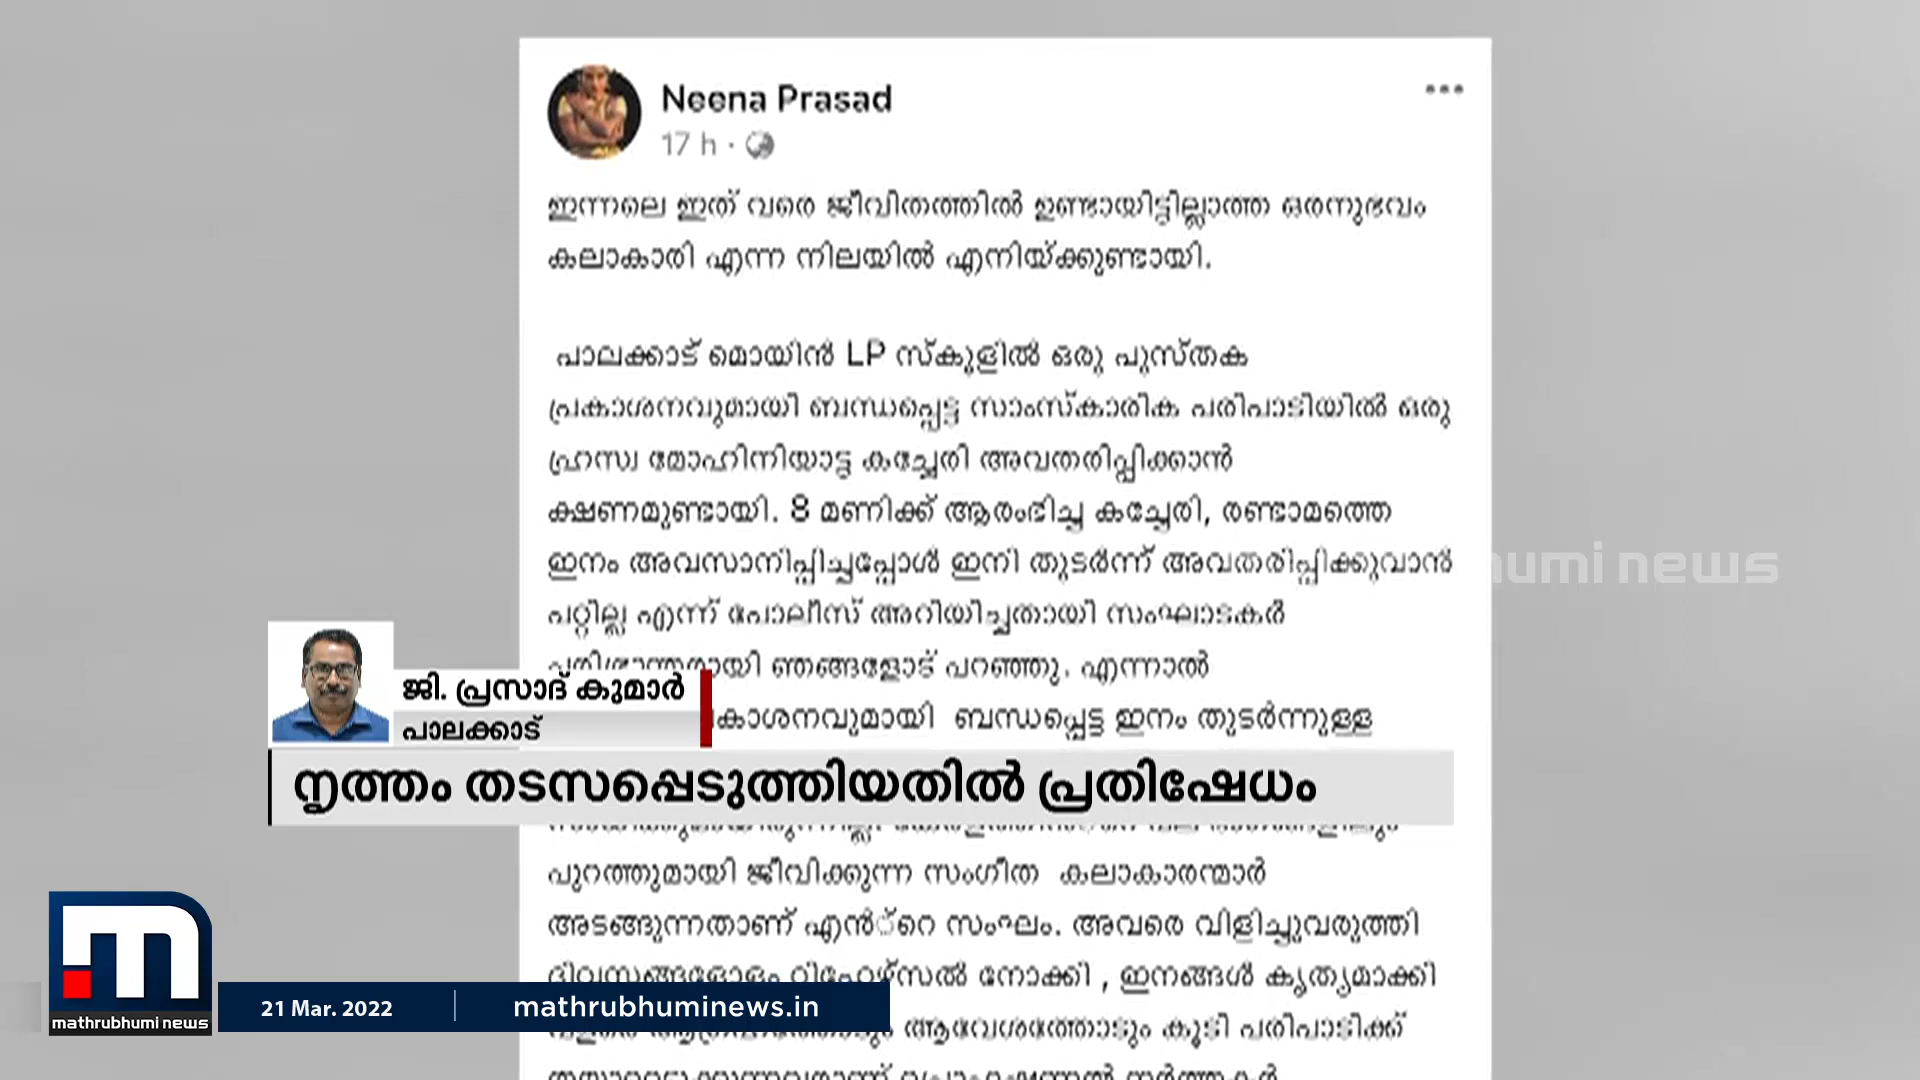 Neena Prasad
17 h ·
ഇന്നലെ ഇത് വരെ ജീവിതത്തിൽ ഉണ്ടായിട്ടില്ലാത്ത ഒരനുഭവം
കലാകാരി എന്ന നിലയിൽ എനിയ്ക്കുണ്ടായി.
പാലക്കാട് മൊയിൻ LP സ്കൂളിൽ ഒരു പുസ്തക
പ്രകാശനവുമായി ബന്ധപ്പെട്ട സാംസ്കാരിക പരിപാടിയിൽ ഒരു
ഹ്രസ്വ മോഹിനിയാട്ട കച്ചേരി അവതരിപ്പിക്കാൻ
ക്ഷണമുണ്ടായി. 8 മണിക്ക് ആരംഭിച്ച കച്ചേരി, രണ്ടാമത്തെ
ഇനം അവസാനിപ്പിച്ചപ്പോൾ ഇനി തുടർന്ന് അവതരിപ്പിക്കുവാൻ
പറ്റില്ല എന്ന് പോലീസ് അറിയിച്ചതായി സംഘാടകർ
ഞങ്ങളോട് പറഞ്ഞു. എന്നാൽ
ബന്ധപ്പെട്ട ഇനം തുടർന്നുള്ള
humi news
ജി. പ്രസാദ് കുമാർ
പാലക്കാട്
നൃത്തം തടസപ്പെടുത്തിയതിൽ പ്രതിഷേധം
പുറത്തുമായി ജീവിക്കുന്ന സംഗീത കലാകാരന്മാർ
അടങ്ങുന്നതാണ് എൻ്റെ സംഘം. അവരെ വിളിച്ചുവരുത്തി
നോക്കി , ഇനങ്ങൾ കൃത്യമാക്കി
ആവേശത്തോടും കൂടി പരിപാടിക്ക്
mathrubhumi news
21 Mar. 2022
mathrubhuminews.in